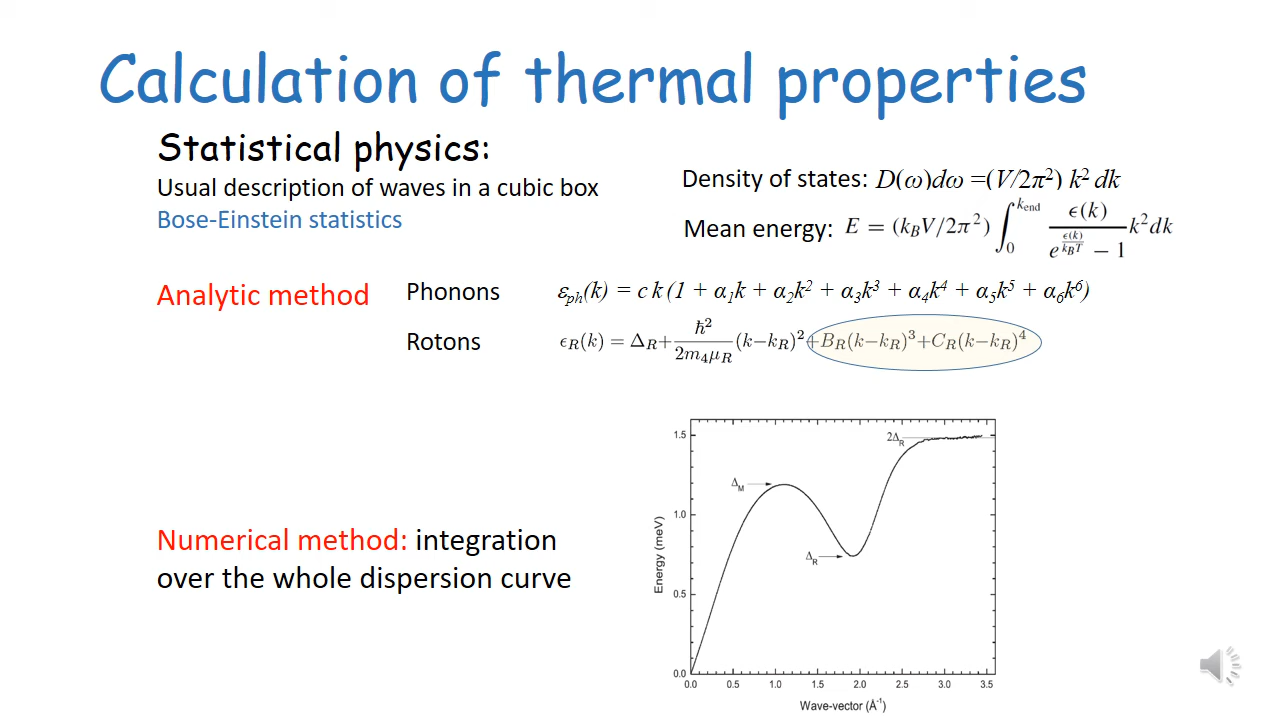 Calculation of thermal properties
Statistical physics:
Usual description of waves in a cubic box
Bose-Einstein statistics
Density of states: D(ω)dω =(V/2π²) k² dk
Mean energy: E = (k_BV/2π²) ∫₀^{k_end} ϵ(k) / (e^{ϵ(k)/k_BT} − 1) k²dk
Analytic method
Phonons ε_ph(k) = c k (1 + α₁k + α₂k² + α₃k³ + α₄k⁴ + α₅k⁵ + α₆k⁶)
Rotons ϵ_R(k) = Δ_R+ ħ²/2m₄μ_R (k−k_R)²+B_R(k−k_R)³+C_R(k−k_R)⁴
Numerical method: integration
over the whole dispersion curve
1.5
1.0
0.5
0.0
Energy (meV)
2Δ_R
Δ_M
Δ_R
0.0 0.5 1.0 1.5 2.0 2.5 3.0 3.5
Wave-vector (Å⁻¹)